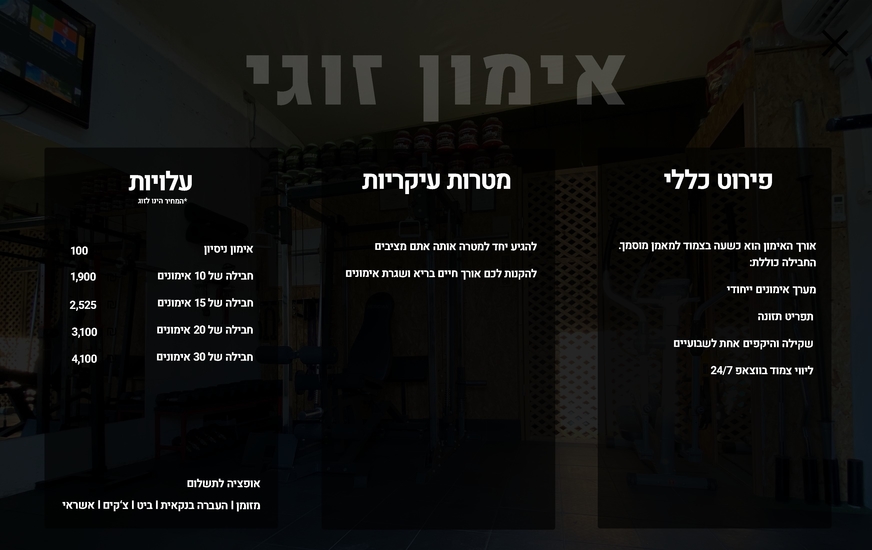 אימון זוגי
פירוט כללי
אורך האימון הוא כשעה בצמוד למאמן מוסמך.
החבילה כוללת:
מערך אימונים ייחודי
תפריט תזונה
שקילה והיקפים אחת לשבועיים
ליווי צמוד בווצאפ 24/7
מטרות עיקריות
להגיע יחד למטרה אותה אתם מציבים
להקנות לכם אורך חיים בריא ושגרת אימונים
עלויות
*המחיר הינו לזוג
אימון ניסיון 100
חבילה של 10 אימונים 1,900
חבילה של 15 אימונים 2,525
חבילה של 20 אימונים 3,100
חבילה של 30 אימונים 4,100
אופציה לתשלום
מזומן | העברה בנקאית | ביט | צ'קים | אשראי